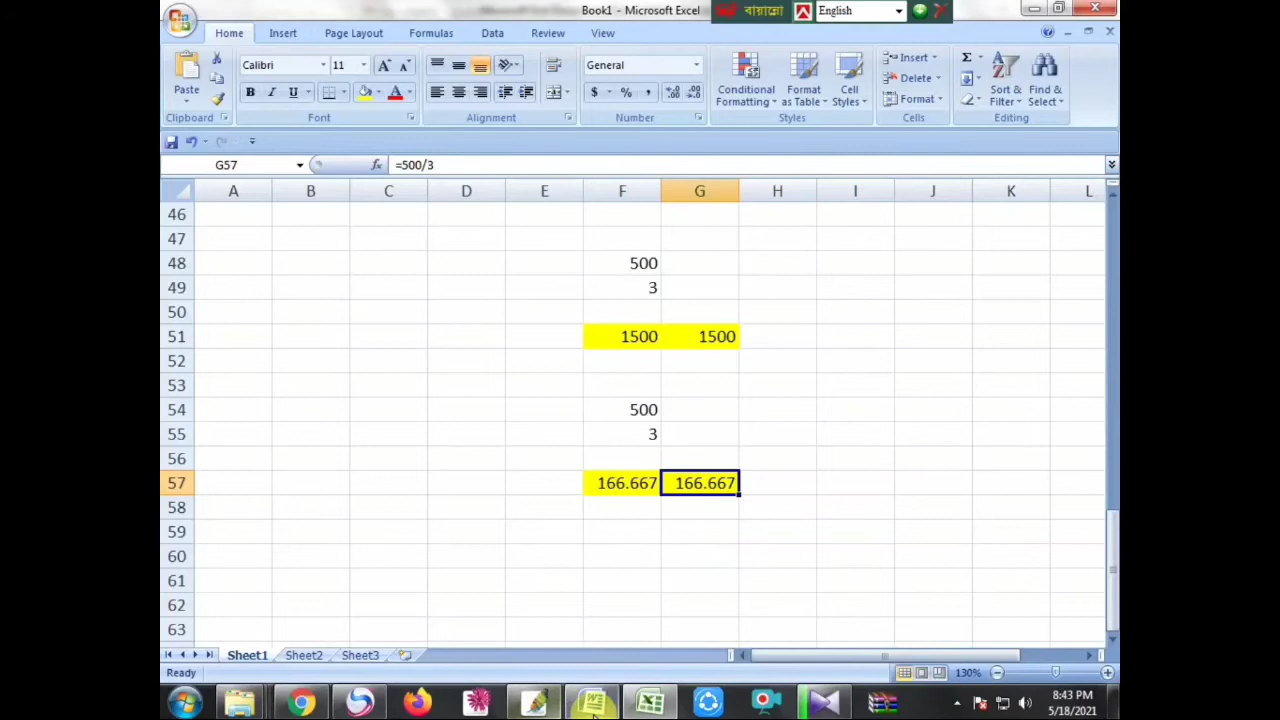 Book1 - Microsoft Excel
বায়ান্নো
English
Home Insert Page Layout Formulas Data Review View
Calibri 11 General Insert
Paste Delete
B I U $ % , Conditional Formatting Format as Table Cell Styles Format Sort & Filter Find & Select
Clipboard Font Alignment Number Styles Cells Editing
G57 fx =500/3
A B C D E F G H I J K L
46
47
48 500
49 3
50
51 1500 1500
52
53
54 500
55 3
56
57 166.667 166.667
58
59
60
61
62
63
Sheet1 Sheet2 Sheet3
Ready 130%
8:43 PM
5/18/2021